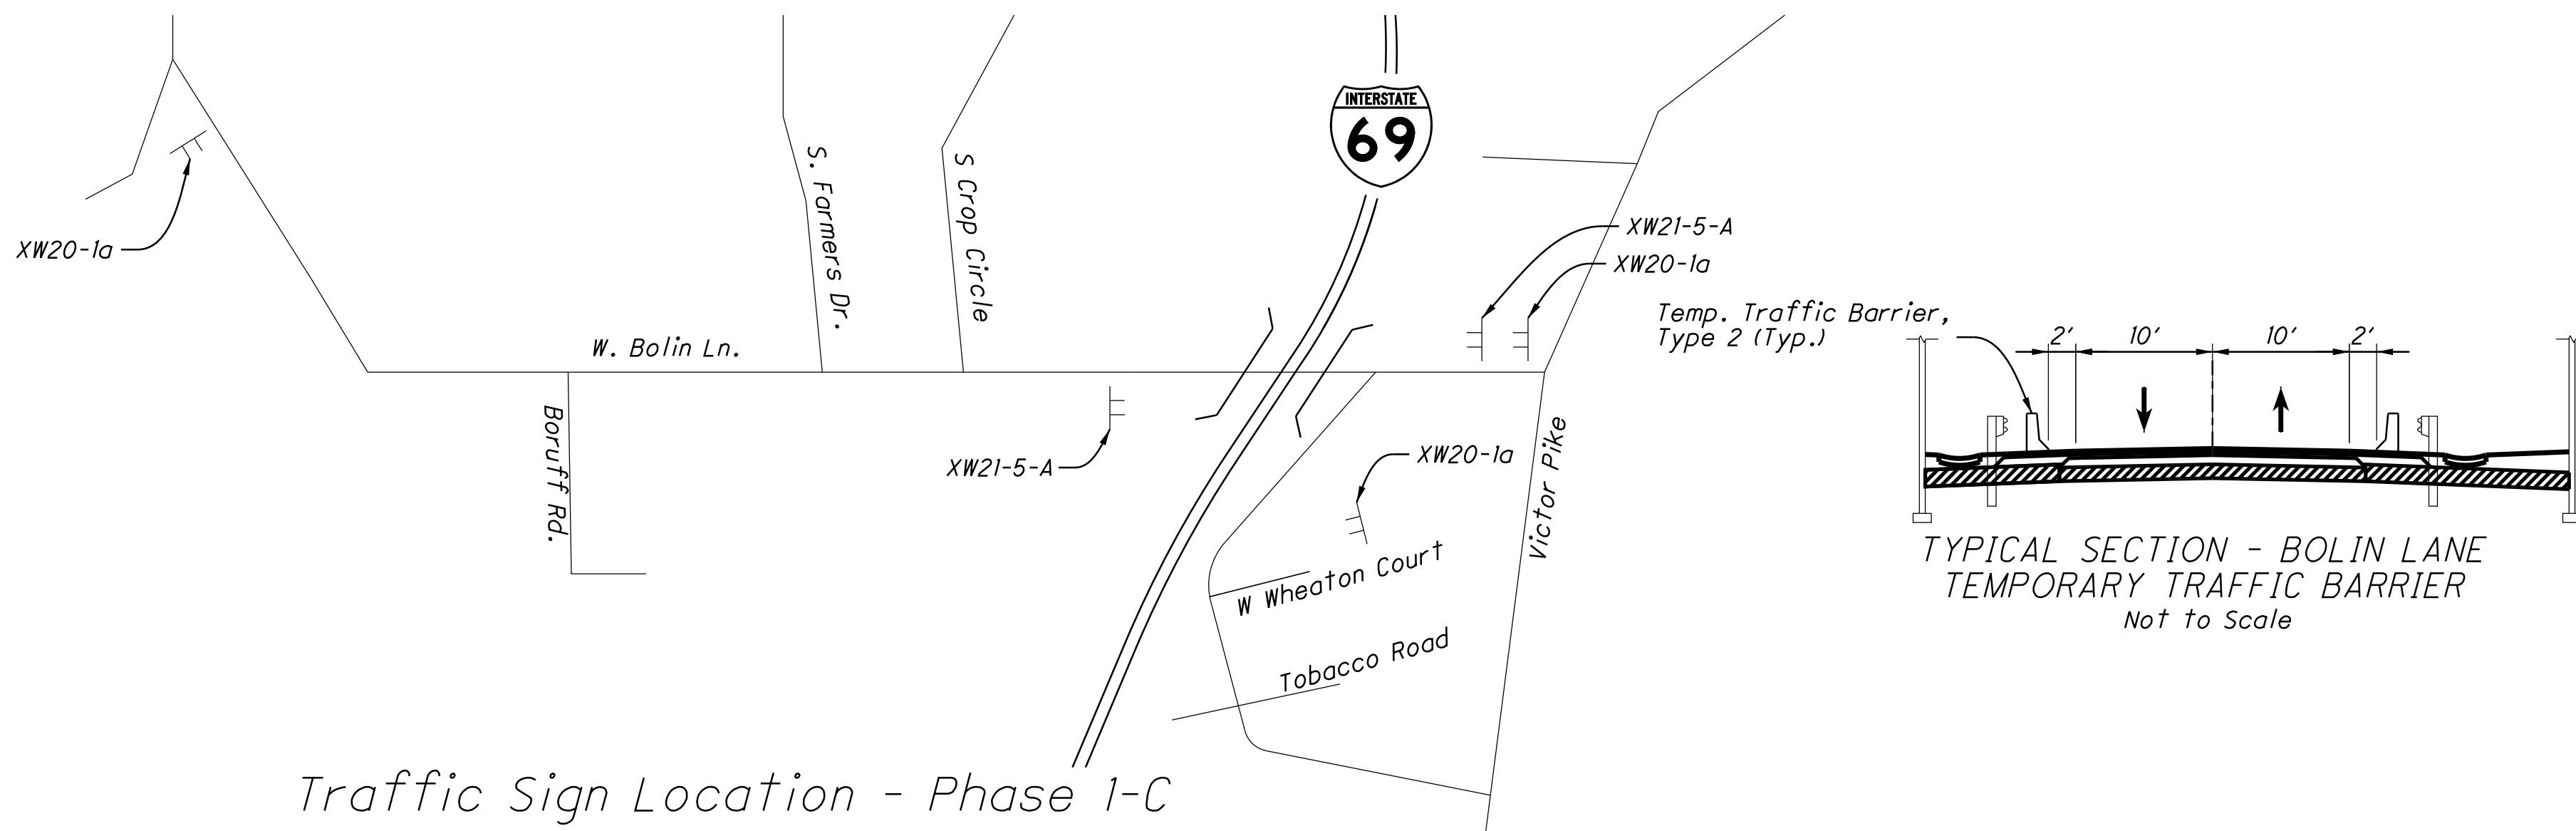 INTERSTATE
69
S. Farmers Dr.
S Crop Circle
XW20-1a
XW21-5-A
XW20-1a
Temp. Traffic Barrier,
Type 2 (Typ.)
2' 10' 10' 2'
W. Bolin Ln.
Boruff Rd.
XW21-5-A
XW20-1a
Victor Pike
W Wheaton Court
Tobacco Road
TYPICAL SECTION - BOLIN LANE
TEMPORARY TRAFFIC BARRIER
Not to Scale
Traffic Sign Location - Phase 1-C